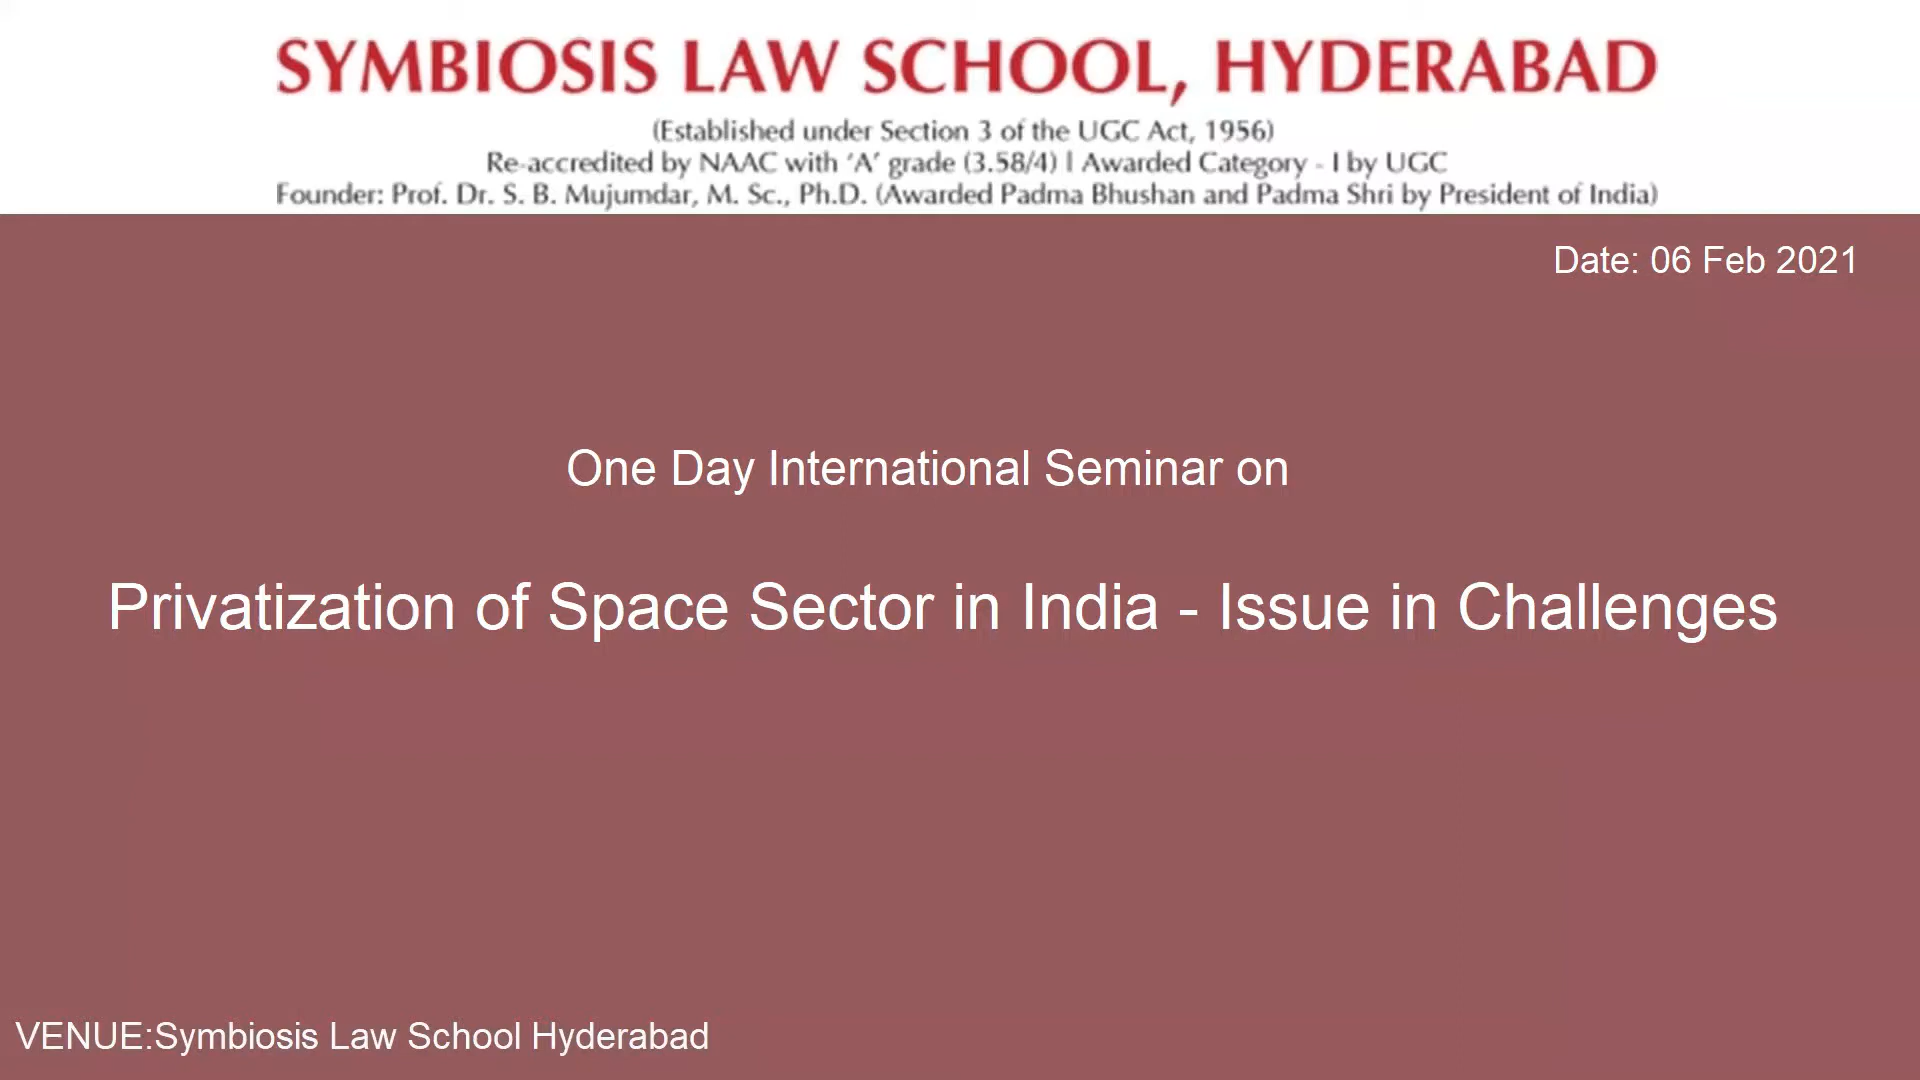 SYMBIOSIS LAW SCHOOL, HYDERABAD
(Established under Section 3 of the UGC Act, 1956)
Re-accredited by NAAC with ‘A’ grade (3.58/4) | Awarded Category - I by UGC
Founder: Prof. Dr. S. B. Mujumdar, M. Sc., Ph.D. (Awarded Padma Bhushan and Padma Shri by President of India)
Date: 06 Feb 2021
One Day International Seminar on
Privatization of Space Sector in India - Issue in Challenges
VENUE:Symbiosis Law School Hyderabad